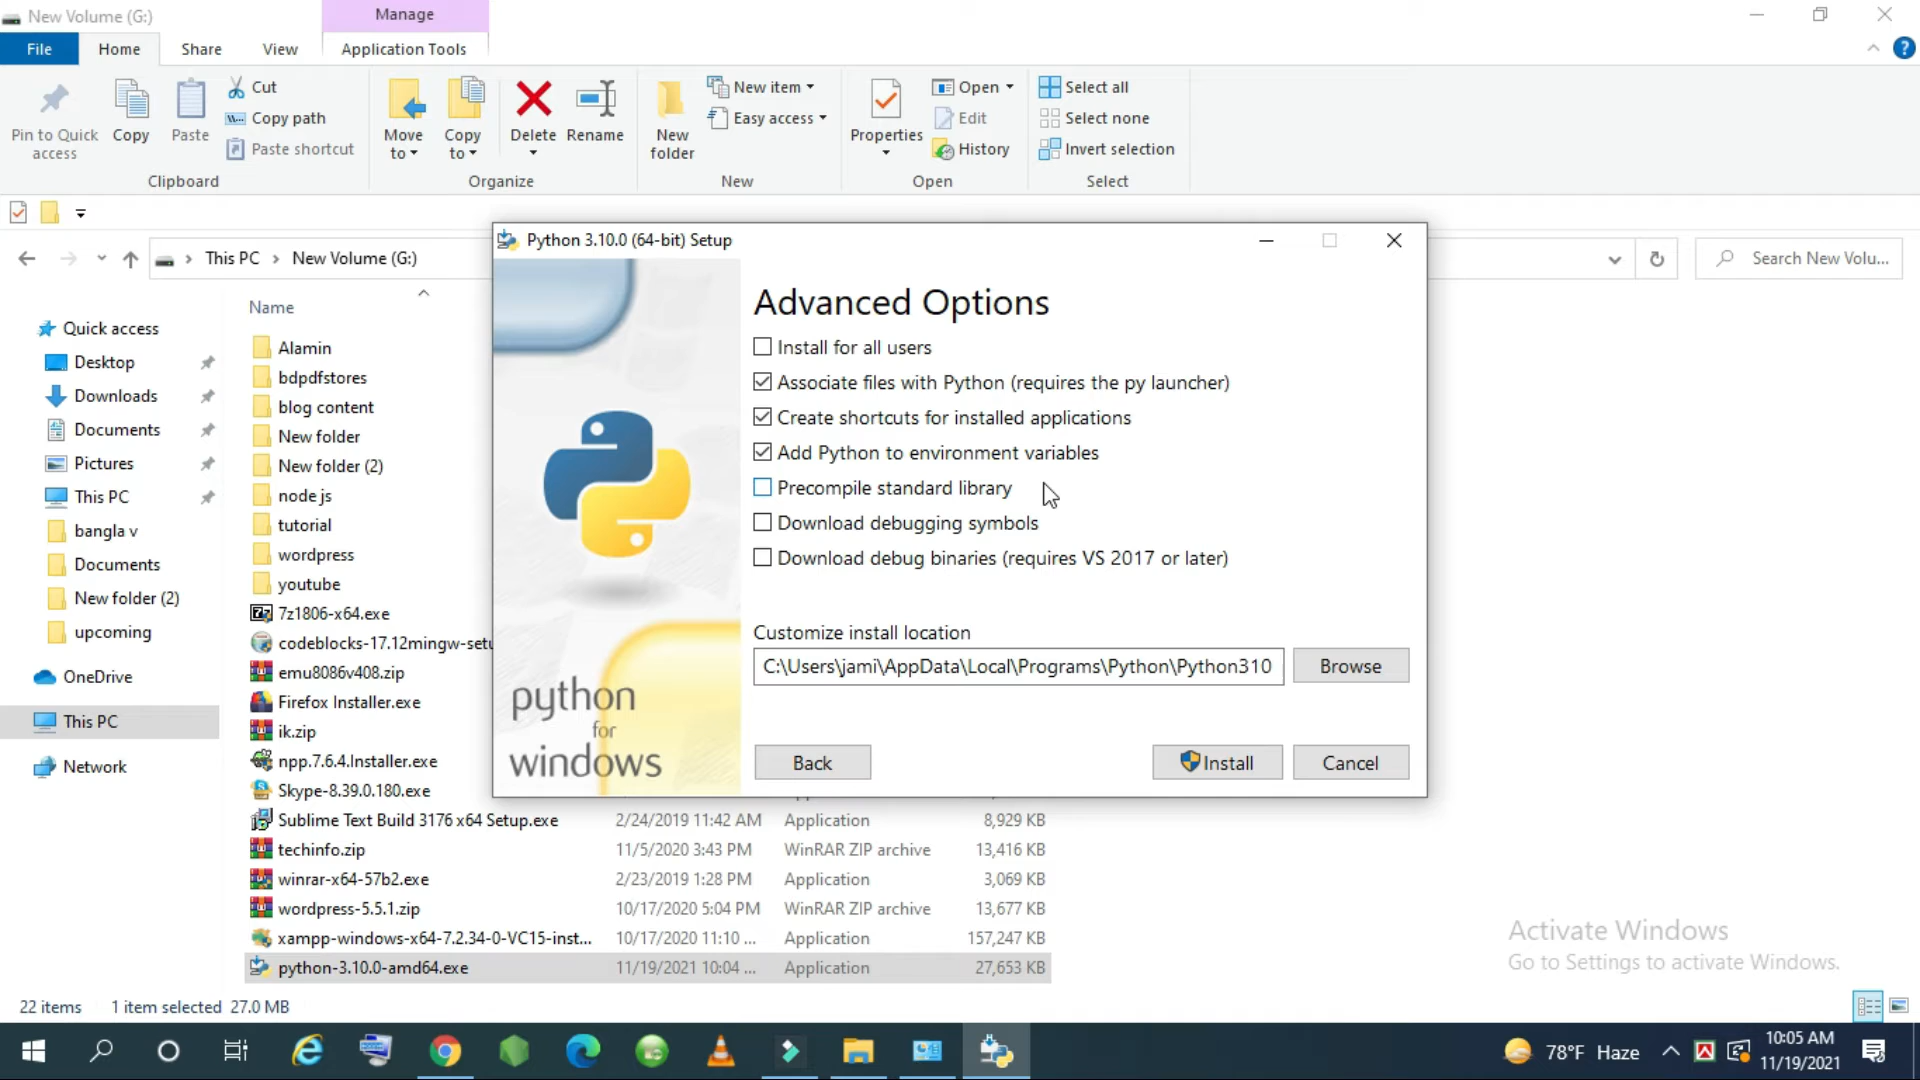 New Volume (G:)
Manage
File
Home
Share
View
Application Tools
Pin to Quick access
Copy
Paste
Cut
Copy path
Paste shortcut
Clipboard
Move to
Copy to
Delete
Rename
Organize
New folder
New item
Easy access
New
Properties
Open
Edit
History
Open
Select all
Select none
Invert selection
Select
This PC
New Volume (G:)
Search New Volu...
Quick access
Desktop
Downloads
Documents
Pictures
This PC
bangla v
Documents
New folder (2)
upcoming
OneDrive
This PC
Network
Name
Alamin
bdpdfstores
blog content
New folder
New folder (2)
node js
tutorial
wordpress
youtube
7z1806-x64.exe
codeblocks-17.12mingw-setu
emu8086v408.zip
Firefox Installer.exe
ik.zip
npp.7.6.4.Installer.exe
Skype-8.39.0.180.exe
Sublime Text Build 3176 x64 Setup.exe 2/24/2019 11:42 AM Application 8,929 KB
techinfo.zip 11/5/2020 3:43 PM WinRAR ZIP archive 13,416 KB
winrar-x64-57b2.exe 2/23/2019 1:28 PM Application 3,069 KB
wordpress-5.5.1.zip 10/17/2020 5:04 PM WinRAR ZIP archive 13,677 KB
xampp-windows-x64-7.2.34-0-VC15-inst... 10/17/2020 11:10 ... Application 157,247 KB
python-3.10.0-amd64.exe 11/19/2021 10:04 ... Application 27,653 KB
Python 3.10.0 (64-bit) Setup
Advanced Options
Install for all users
Associate files with Python (requires the py launcher)
Create shortcuts for installed applications
Add Python to environment variables
Precompile standard library
Download debugging symbols
Download debug binaries (requires VS 2017 or later)
Customize install location
C:\Users\jami\AppData\Local\Programs\Python\Python310
Browse
python
for
windows
Back
Install
Cancel
Activate Windows
Go to Settings to activate Windows.
22 items 1 item selected 27.0 MB
78°F Haze
10:05 AM
11/19/2021